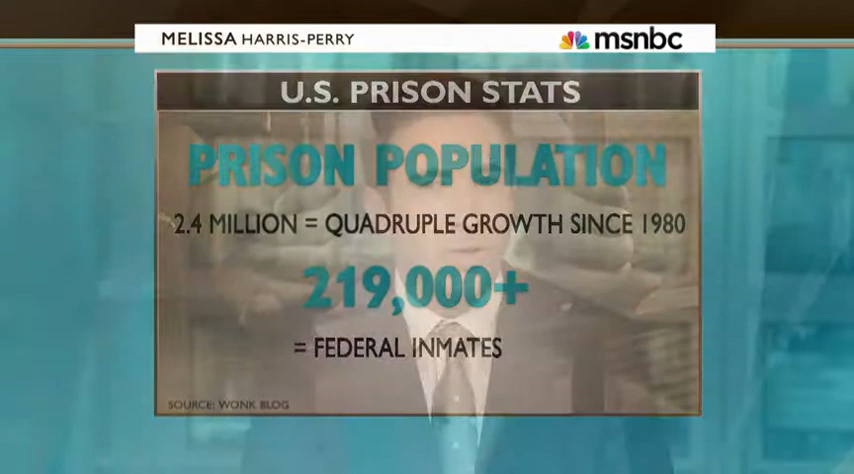 MELISSA HARRIS-PERRY
msnbc
U.S. PRISON STATS
PRISON POPULATION
2.4 MILLION = QUADRUPLE GROWTH SINCE 1980
219,000+
= FEDERAL INMATES
SOURCE: WONK BLOG